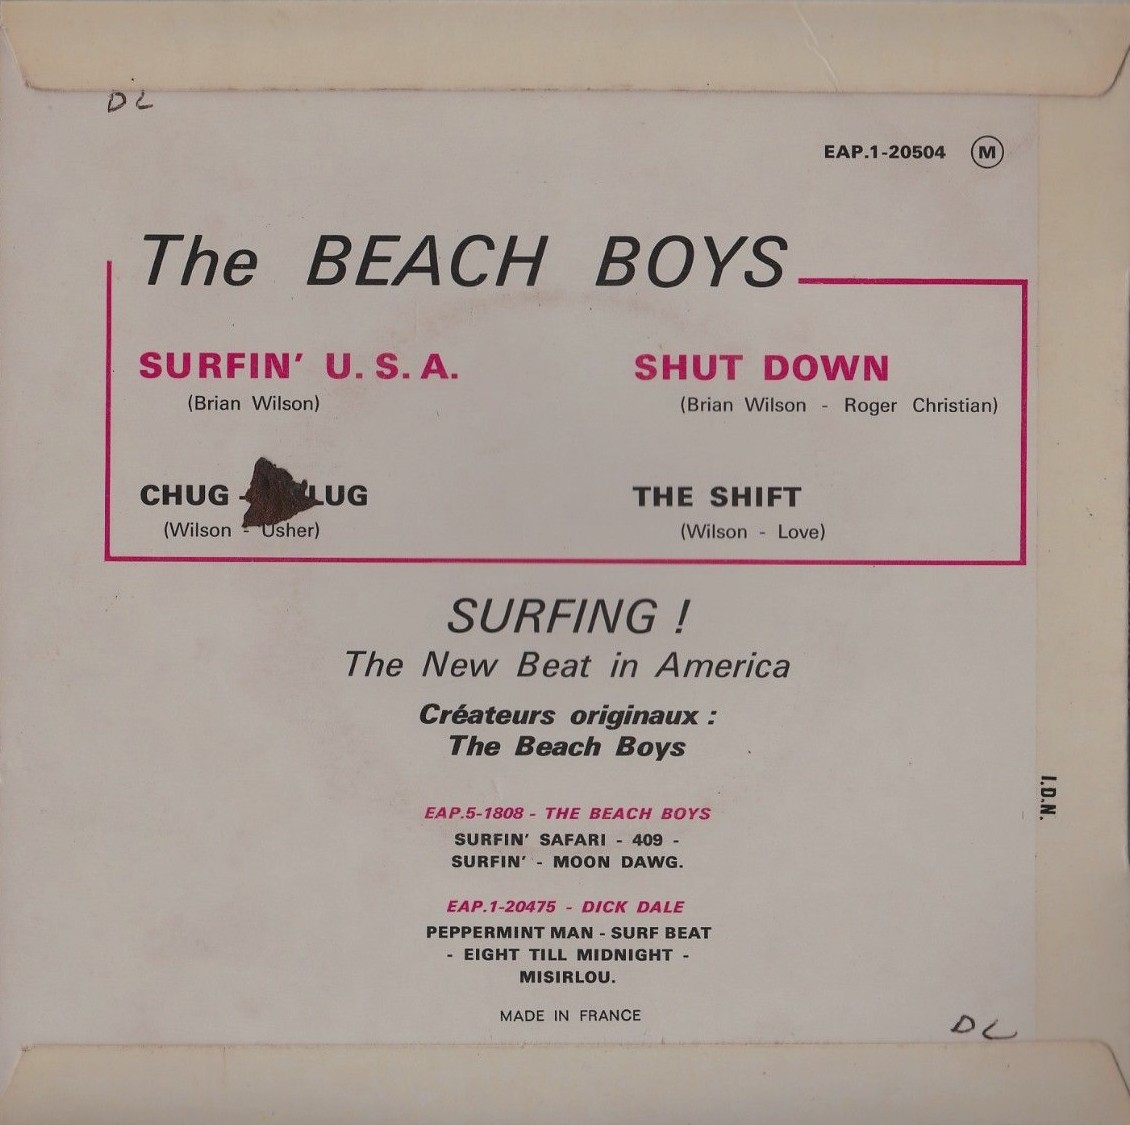 DL
EAP.1-20504 M
The BEACH BOYS
SURFIN' U. S. A.
(Brian Wilson)
SHUT DOWN
(Brian Wilson - Roger Christian)
CHUG -
(Wilson - Usher)
THE SHIFT
(Wilson - Love)
SURFING !
The New Beat in America
Créateurs originaux :
The Beach Boys
EAP.5-1808 - THE BEACH BOYS
SURFIN' SAFARI - 409 -
SURFIN' - MOON DAWG.
EAP.1-20475 - DICK DALE
PEPPERMINT MAN - SURF BEAT
- EIGHT TILL MIDNIGHT -
MISIRLOU.
MADE IN FRANCE
I.D.N.
DL